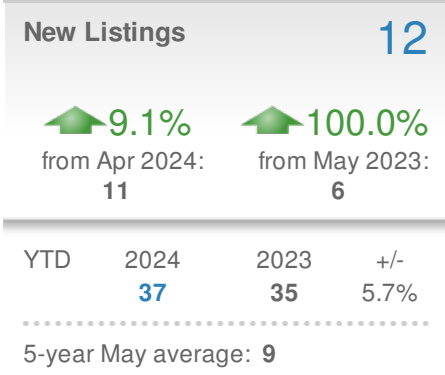 New Listings 12
9.1% 100.0%
from Apr 2024: from May 2023:
11 6
YTD 2024 2023 +/-
37 35 5.7%
5-year May average: 9